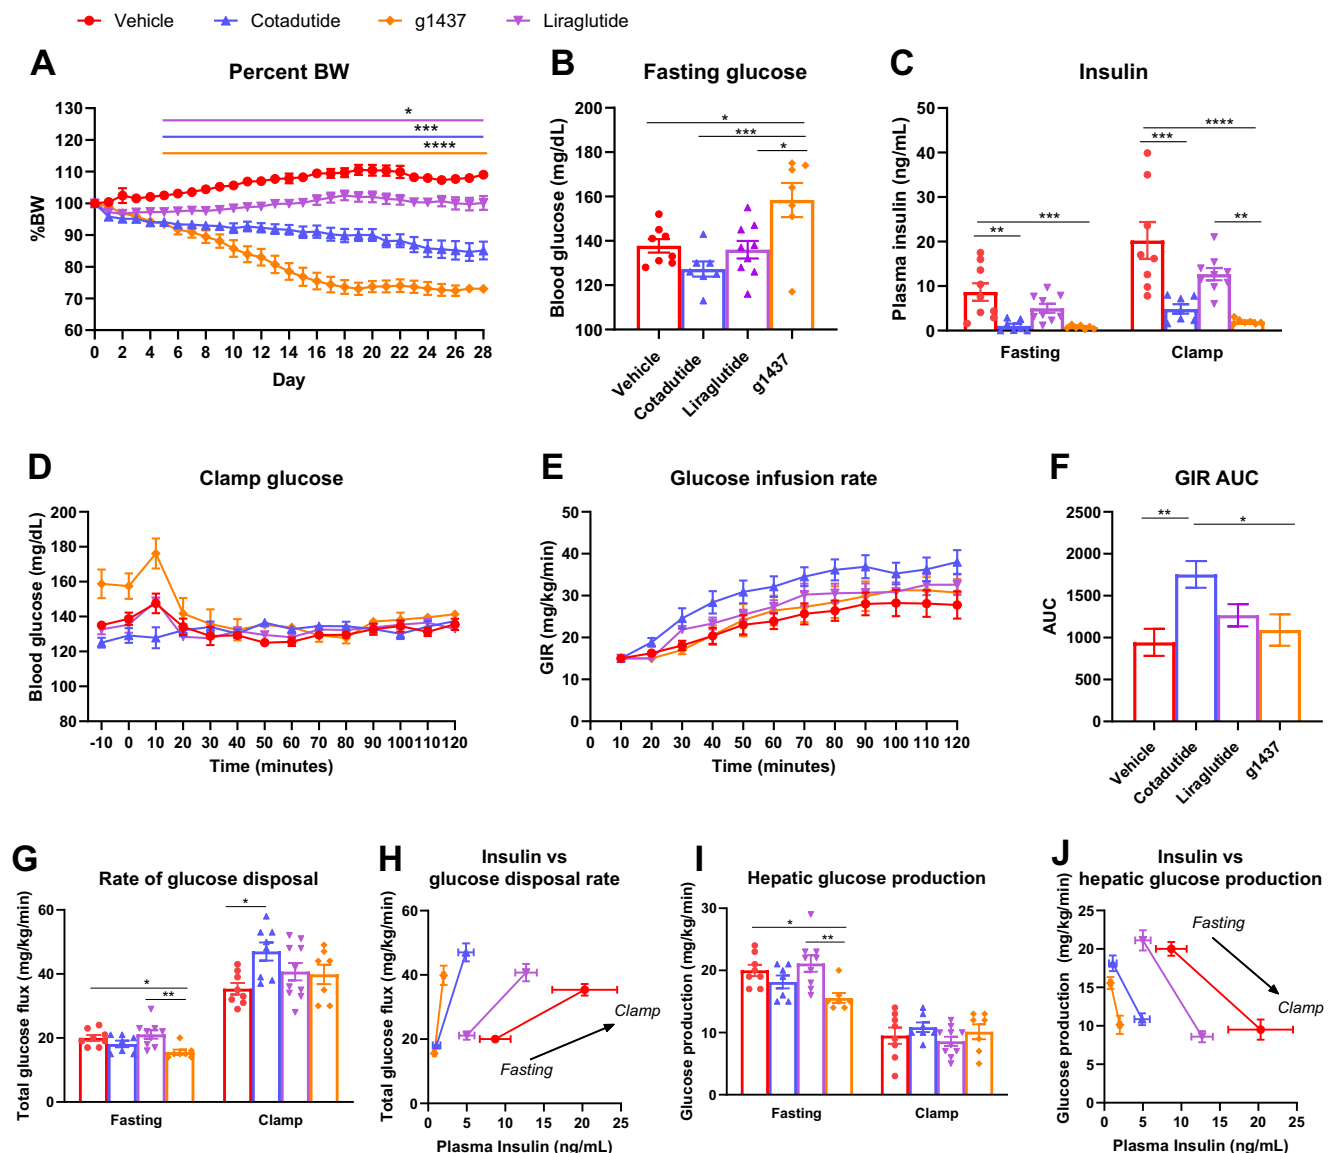 Vehicle Cotadutide g1437 Liraglutide
A Percent BW
%BW
130
120
110
100
90
80
70
60
*
***
****
0 2 4 6 8 10 12 14 16 18 20 22 24 26 28
Day
B Fasting glucose
Blood glucose (mg/dL)
200
180
160
140
120
100
*
***
*
Vehicle Cotadutide Liraglutide g1437
C Insulin
Plasma insulin (ng/mL)
50
40
30
20
10
0
****
***
***
**
**
Fasting Clamp
D Clamp glucose
Blood glucose (mg/dL)
200
180
160
140
120
100
80
-10 0 10 20 30 40 50 60 70 80 90 100 110 120
Time (minutes)
E Glucose infusion rate
GIR (mg/kg/min)
50
40
30
20
10
0
0 10 20 30 40 50 60 70 80 90 100 110 120
Time (minutes)
F GIR AUC
AUC
2500
2000
1500
1000
500
0
** *
Vehicle Cotadutide Liraglutide g1437
G Rate of glucose disposal
Total glucose flux (mg/kg/min)
60
40
20
0
*
*
**
Fasting Clamp
H Insulin vs
glucose disposal rate
Total glucose flux (mg/kg/min)
60
40
20
0
Clamp
Fasting
0 5 10 15 20 25
Plasma Insulin (ng/mL)
I Hepatic glucose production
Glucose production (mg/kg/min)
30
20
10
0
*
**
Fasting Clamp
J Insulin vs
hepatic glucose production
Glucose production (mg/kg/min)
25
20
15
10
5
0
Fasting
Clamp
0 5 10 15 20 25
Plasma Insulin (ng/mL)